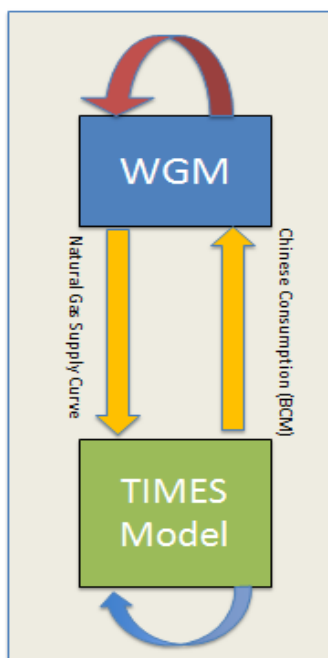 WGM
Natural Gas Supply Curve
Chinese Consumption (BCM)
TIMES
Model